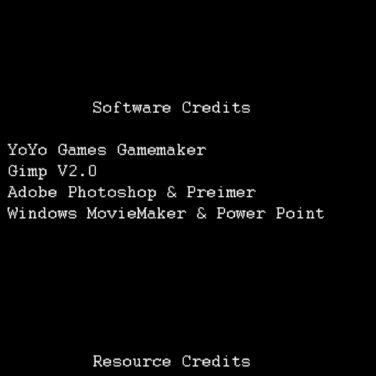 Software Credits
YoYo Games Gamemaker
Gimp V2.0
Adobe Photoshop & Preimer
Windows MovieMaker & Power Point
Resource Credits